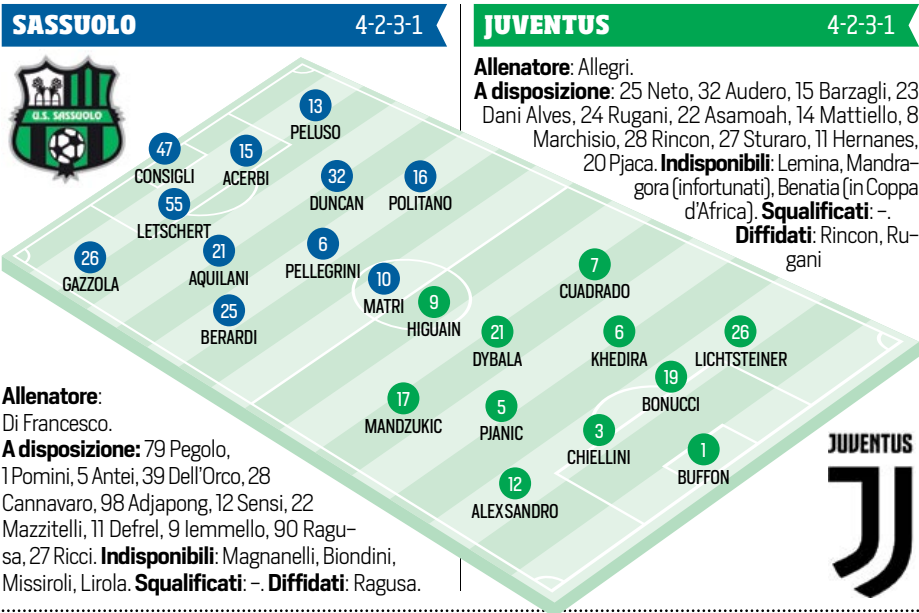 SASSUOLO 4-2-3-1
U.S. SASSUOLO
13
PELUSO
47
CONSIGLI
15
ACERBI
32
DUNCAN
16
POLITANO
55
LETSCHERT
26
GAZZOLA
21
AQUILANI
6
PELLEGRINI
10
MATRI
25
BERARDI
Allenatore:
Di Francesco.
A disposizione: 79 Pegolo,
1 Pomini, 5 Antei, 39 Dell'Orco, 28
Cannavaro, 98 Adjapong, 12 Sensi, 22
Mazzitelli, 11 Defrel, 9 Iemmello, 90 Ragu-
sa, 27 Ricci. Indisponibili: Magnanelli, Biondini,
Missiroli, Lirola. Squalificati: -. Diffidati: Ragusa.
JUVENTUS 4-2-3-1
Allenatore: Allegri.
A disposizione: 25 Neto, 32 Audero, 15 Barzagli, 23
Dani Alves, 24 Rugani, 22 Asamoah, 14 Mattiello, 8
Marchisio, 28 Rincon, 27 Sturaro, 11 Hernanes,
20 Pjaca. Indisponibili: Lemina, Mandra-
gora (infortunati), Benatia (in Coppa
d'Africa). Squalificati: -.
Diffidati: Rincon, Ru-
gani
7
CUADRADO
9
HIGUAIN
21
DYBALA
6
KHEDIRA
26
LICHTSTEINER
19
BONUCCI
17
MANDZUKIC
5
PJANIC
3
CHIELLINI
1
BUFFON
12
ALEX SANDRO
JUVENTUS